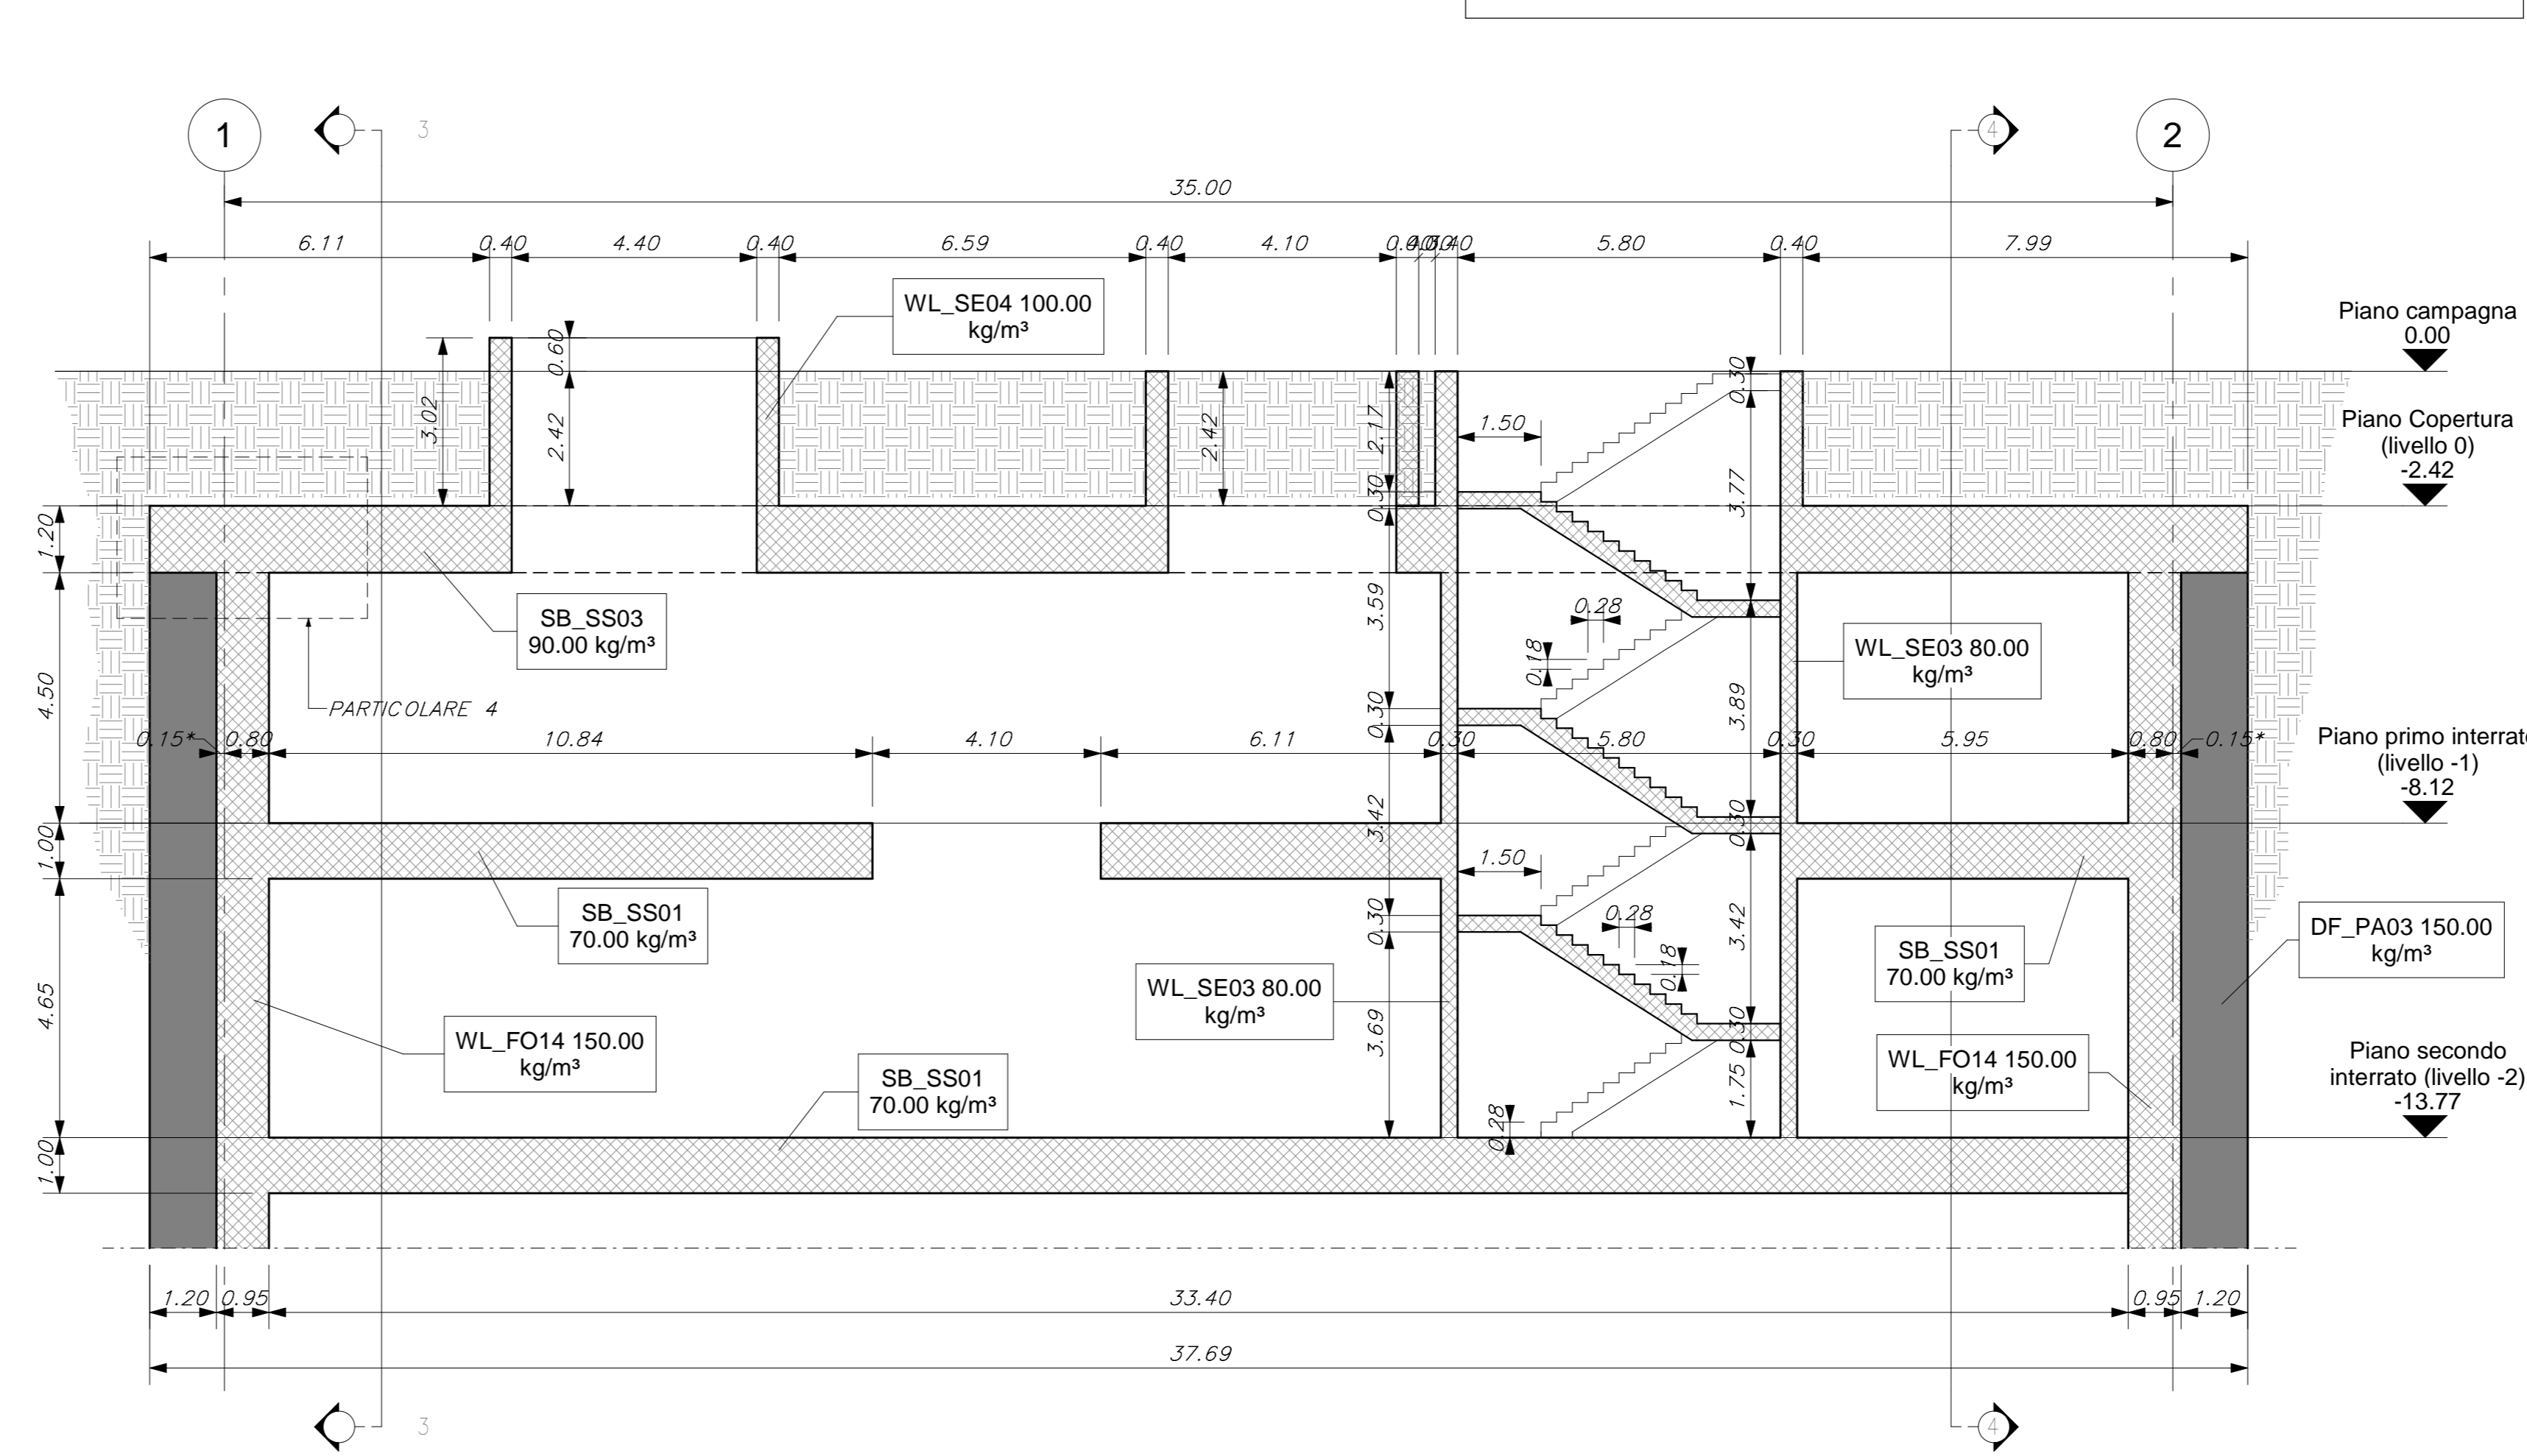 1
3
4
2
35.00
6.11
0.40
4.40
0.40
6.59
0.40
4.10
0.40
5.80
0.40
7.99
WL_SE04 100.00
kg/m³
Piano campagna
0.00
0.60
3.02
2.42
2.42
2.17
0.30
1.50
0.30
3.77
Piano Copertura
(livello 0)
-2.42
1.20
SB_SS03
90.00 kg/m³
3.59
0.28
0.18
WL_SE03 80.00
kg/m³
4.50
PARTICOLARE 4
0.30
3.89
0.15*
0.80
10.84
4.10
6.11
0.30
5.80
0.30
5.95
0.80
0.15*
Piano primo interrato
(livello -1)
-8.12
1.00
3.42
0.30
1.50
SB_SS01
70.00 kg/m³
0.30
0.28
0.18
3.42
SB_SS01
70.00 kg/m³
DF_PA03 150.00
kg/m³
4.65
WL_SE03 80.00
kg/m³
3.69
0.30
WL_FO14 150.00
kg/m³
SB_SS01
70.00 kg/m³
1.75
WL_FO14 150.00
kg/m³
Piano secondo
interrato (livello -2)
-13.77
0.28
1.00
1.20
0.95
33.40
0.95
1.20
37.69
3
4